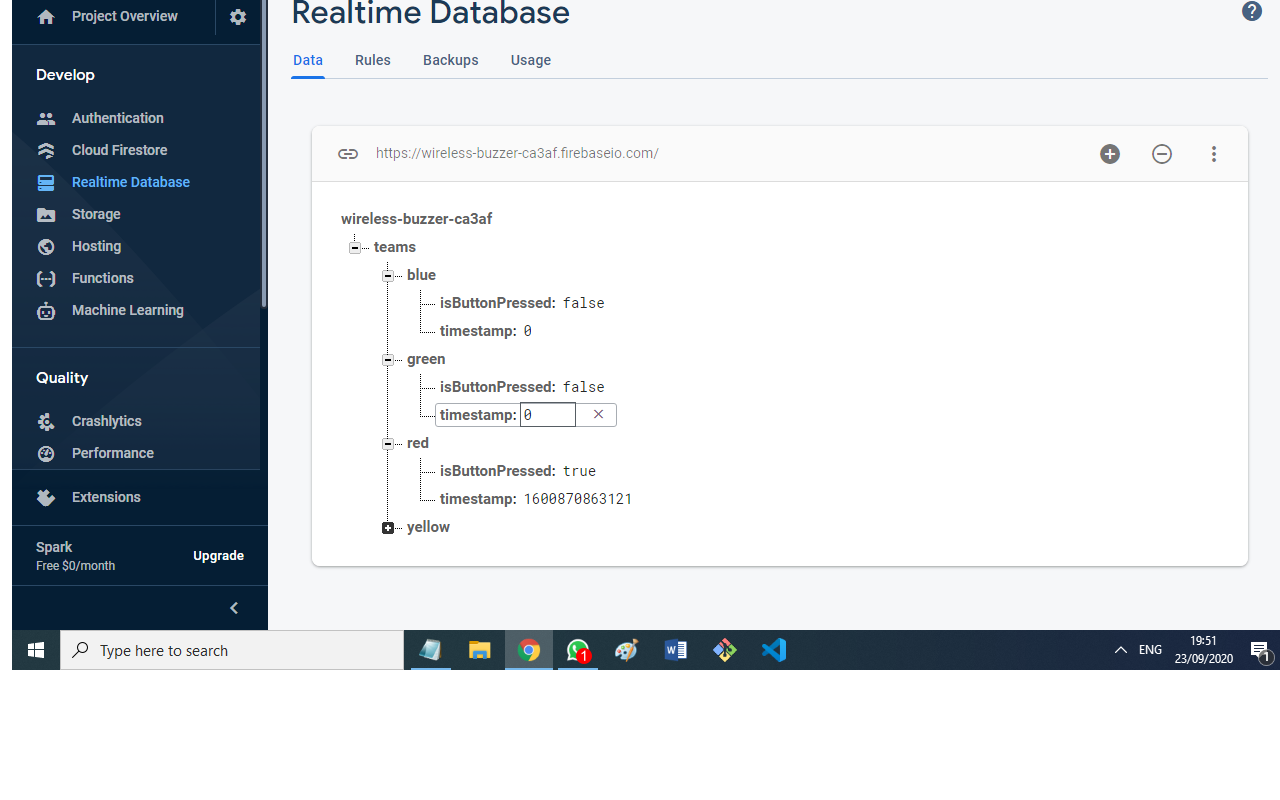 Project Overview
Develop
Authentication
Cloud Firestore
Realtime Database
Storage
Hosting
Functions
Machine Learning
Quality
Crashlytics
Performance
Extensions
Spark
Free $0/month
Upgrade
Realtime Database
Data Rules Backups Usage
https://wireless-buzzer-ca3af.firebaseio.com/
wireless-buzzer-ca3af
teams
blue
isButtonPressed: false
timestamp: 0
green
isButtonPressed: false
timestamp: 0
red
isButtonPressed: true
timestamp: 1600870863121
yellow
Type here to search
1
W
ENG
19:51
23/09/2020
1